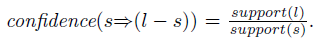 confidence(s⇒(l − s)) = support(l) / support(s).